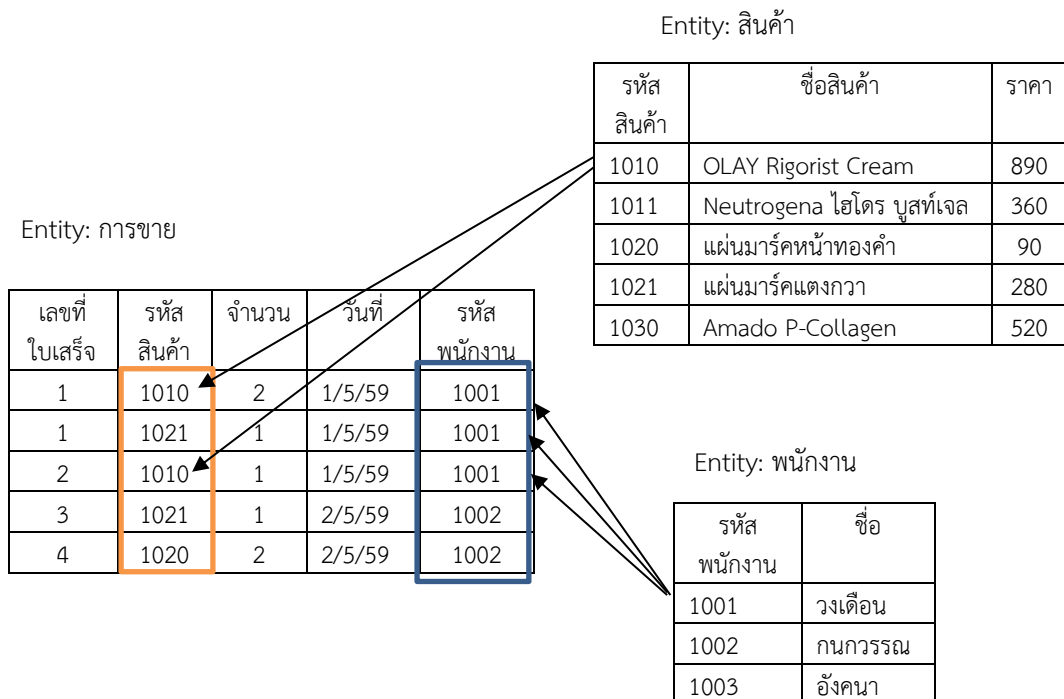 Entity: สินค้า
รหัส ชื่อสินค้า ราคา
สินค้า
1010 OLAY Rigorist Cream 890
1011 Neutrogena ไฮโดร บูสท์เจล 360
1020 แผ่นมาร์คหน้าทองคำ 90
1021 แผ่นมาร์คแตงกวา 280
1030 Amado P-Collagen 520
Entity: การขาย
เลขที่ รหัส จำนวน วันที่ รหัส
ใบเสร็จ สินค้า พนักงาน
1 1010 2 1/5/59 1001
1 1021 1 1/5/59 1001
2 1010 1 1/5/59 1001
3 1021 1 2/5/59 1002
4 1020 2 2/5/59 1002
Entity: พนักงาน
รหัส ชื่อ
พนักงาน
1001 วงเดือน
1002 กนกวรรณ
1003 อังคนา